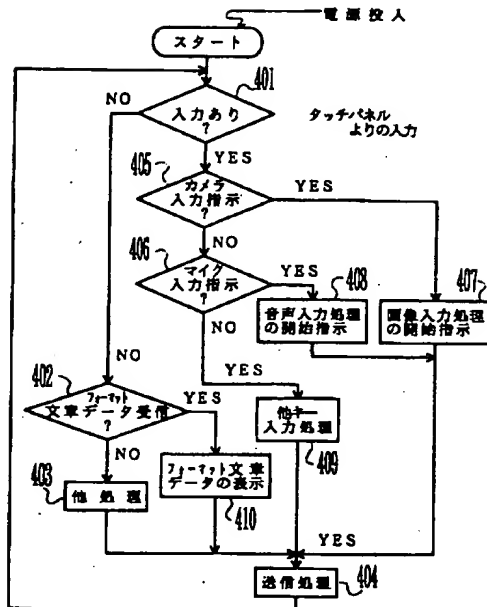 電源投入
スタート
401
NO
入力あり
?
タッチパネル
よりの入力
YES
405
カメラ
入力指示
?
YES
NO
406
マイク
入力指示
?
YES
408
407
音声入力処理
の開始指示
画像入力処理
の開始指示
NO
NO
402
フォーマット
文章データ受信
?
YES
他キー
入力処理
409
NO
403
他処理
フォーマット文章
データの表示
410
YES
送信処理
404